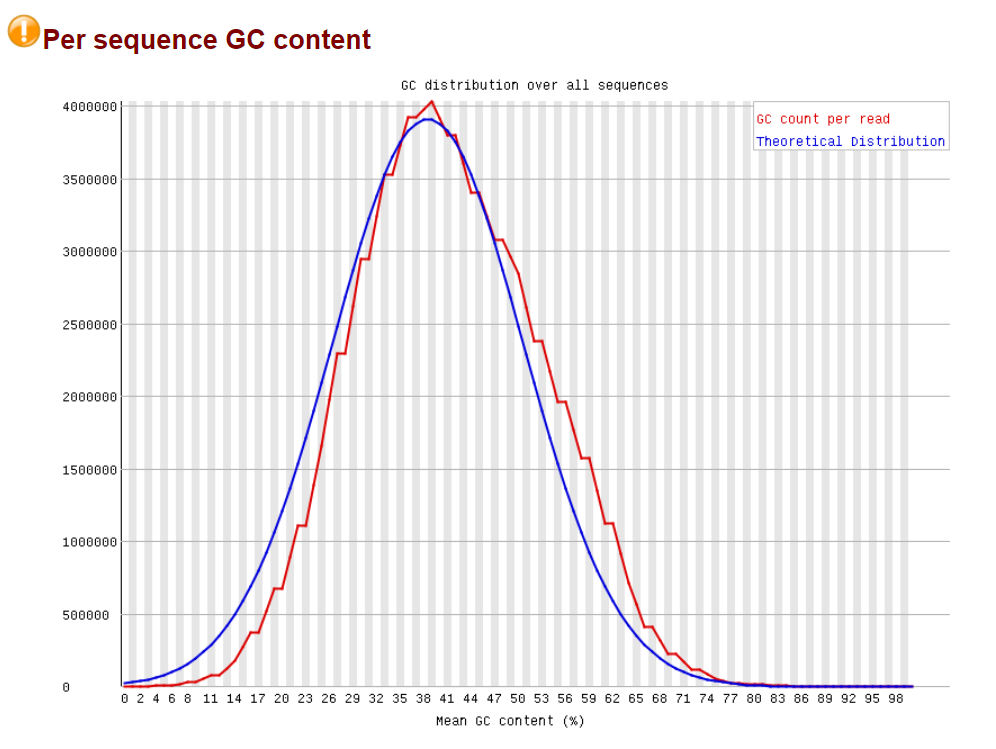 Per sequence GC content
GC distribution over all sequences
GC count per read
Theoretical Distribution
4000000
3500000
3000000
2500000
2000000
1500000
1000000
500000
0
0 2 4 6 8 11 14 17 20 23 26 29 32 35 38 41 44 47 50 53 56 59 62 65 68 71 74 77 80 83 86 89 92 95 98
Mean GC content (%)